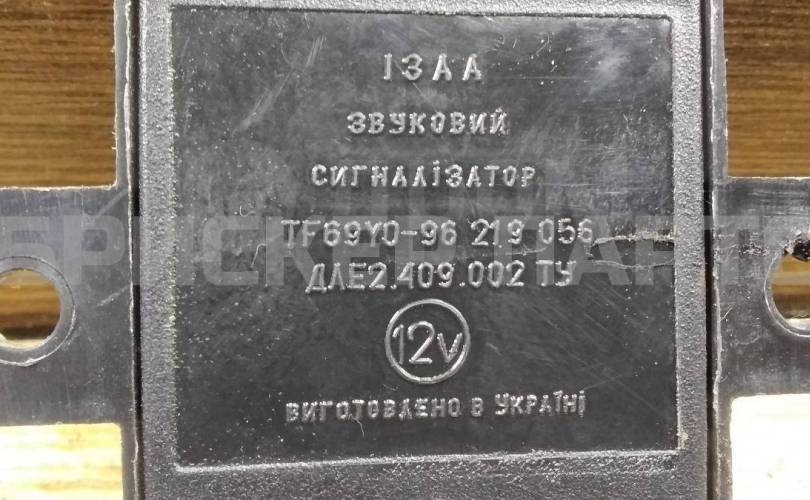 ІЗАА
ЗВУКОВИЙ
СИГНАЛІЗАТОР
TF69Y0-96 219 056
ДЛЕ2.409.002 ТУ
12v
ВИГОТОВЛЕНО В УКРАЇНІ